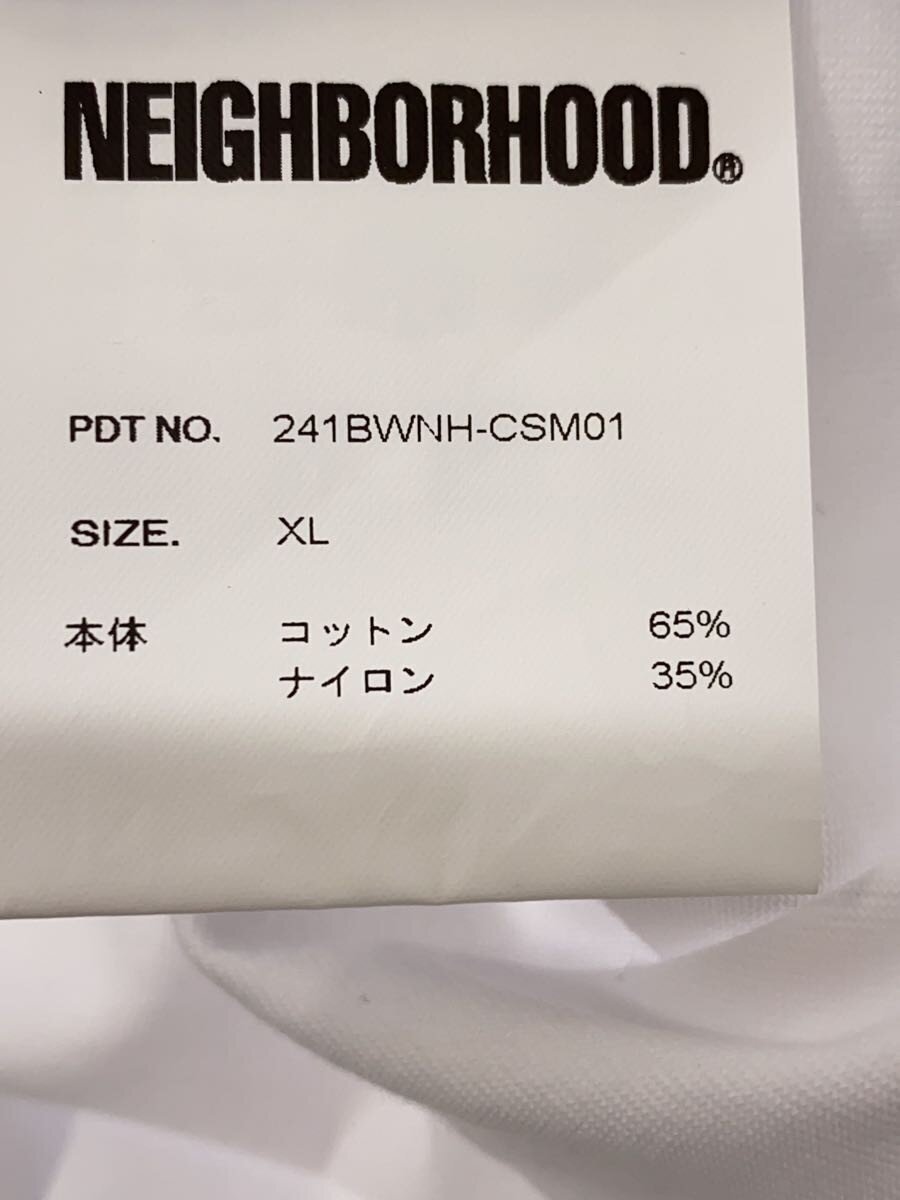 NEIGHBORHOOD®
PDT NO. 241BWNH-CSM01
SIZE. XL
本体 コットン 65%
ナイロン 35%